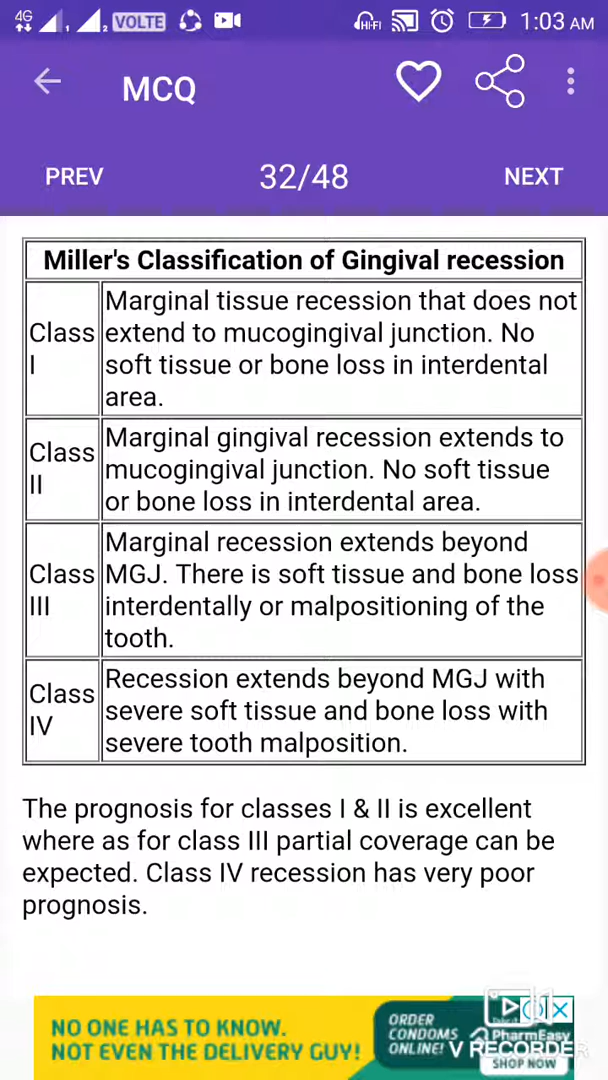 4G 1 2 VOLTE HI-FI 1:03 AM
MCQ
PREV 32/48 NEXT
Miller's Classification of Gingival recession
Class I
Marginal tissue recession that does not
extend to mucogingival junction. No
soft tissue or bone loss in interdental
area.
Class II
Marginal gingival recession extends to
mucogingival junction. No soft tissue
or bone loss in interdental area.
Class III
Marginal recession extends beyond
MGJ. There is soft tissue and bone loss
interdentally or malpositioning of the
tooth.
Class IV
Recession extends beyond MGJ with
severe soft tissue and bone loss with
severe tooth malposition.
The prognosis for classes I & II is excellent
where as for class III partial coverage can be
expected. Class IV recession has very poor
prognosis.
NO ONE HAS TO KNOW.
NOT EVEN THE DELIVERY GUY!
ORDER
CONDOMS
ONLINE!
PharmEasy
SHOP NOW
V RECORDER